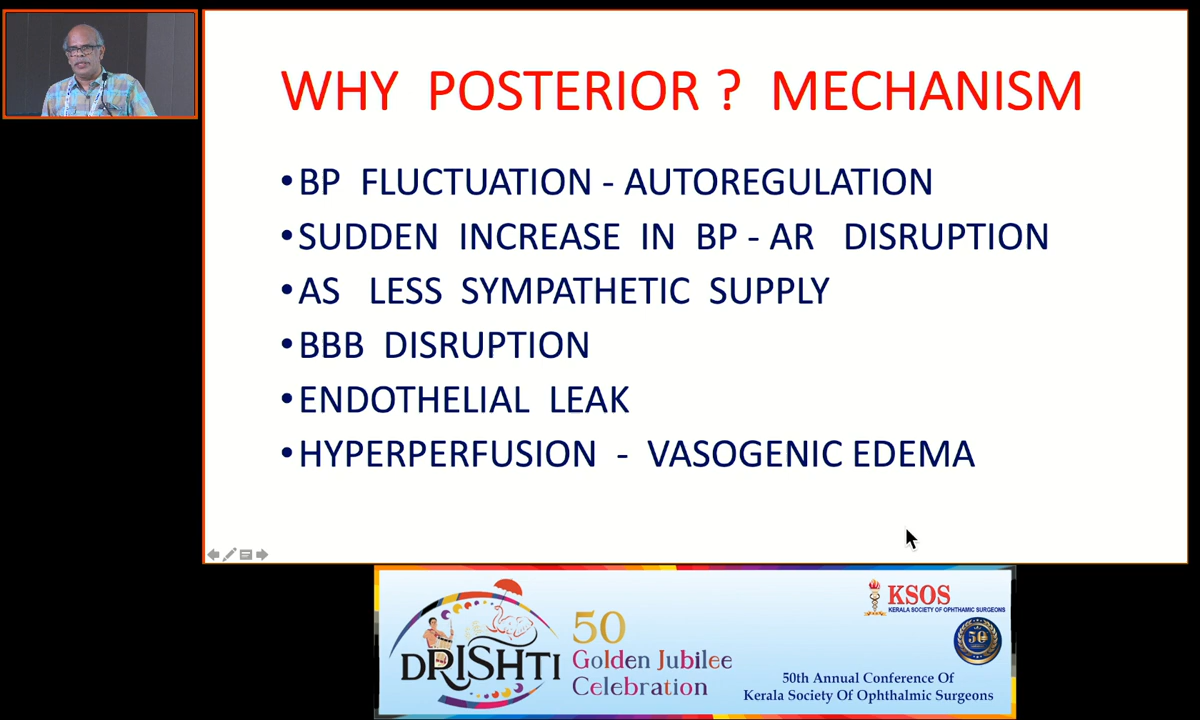 WHY POSTERIOR ? MECHANISM
•BP FLUCTUATION - AUTOREGULATION
•SUDDEN INCREASE IN BP - AR DISRUPTION
•AS LESS SYMPATHETIC SUPPLY
•BBB DISRUPTION
•ENDOTHELIAL LEAK
•HYPERPERFUSION - VASOGENIC EDEMA
DRISHTI
50
Golden Jubilee
Celebration
KSOS
KERALA SOCIETY OF OPHTHAMIC SURGEONS
50
50th Annual Conference Of
Kerala Society Of Ophthalmic Surgeons